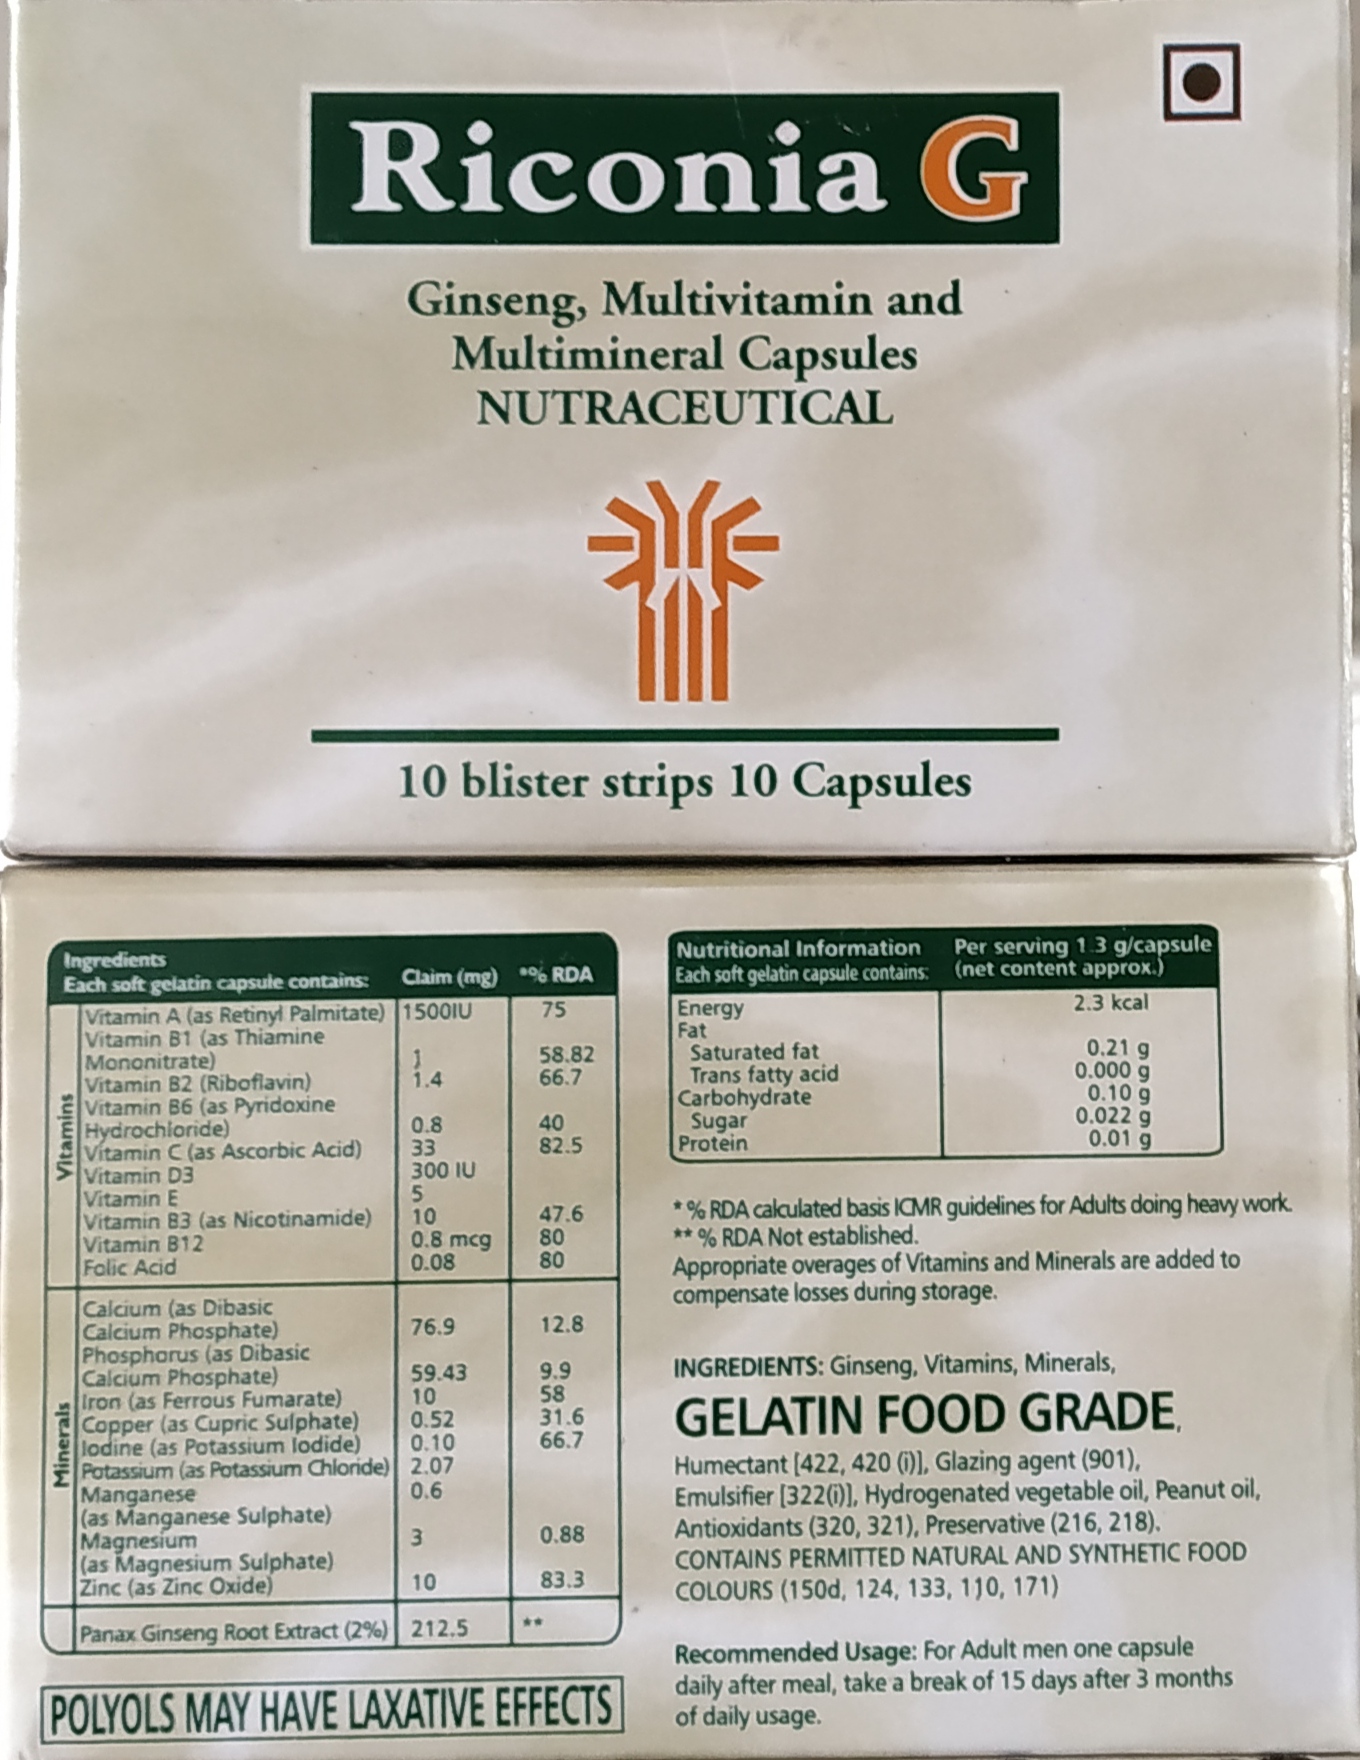 Riconia G
Ginseng, Multivitamin and
Multimineral Capsules
NUTRACEUTICAL
10 blister strips 10 Capsules
Ingredients
Each soft gelatin capsule contains: Claim (mg) *% RDA
Vitamins
Vitamin A (as Retinyl Palmitate) 1500IU 75
Vitamin B1 (as Thiamine
Mononitrate) 1 58.82
Vitamin B2 (Riboflavin) 1.4 66.7
Vitamin B6 (as Pyridoxine
Hydrochloride) 0.8 40
Vitamin C (as Ascorbic Acid) 33 82.5
Vitamin D3 300 IU
Vitamin E 5
Vitamin B3 (as Nicotinamide) 10 47.6
Vitamin B12 0.8 mcg 80
Folic Acid 0.08 80
Minerals
Calcium (as Dibasic
Calcium Phosphate) 76.9 12.8
Phosphorus (as Dibasic
Calcium Phosphate) 59.43 9.9
Iron (as Ferrous Fumarate) 10 58
Copper (as Cupric Sulphate) 0.52 31.6
Iodine (as Potassium Iodide) 0.10 66.7
Potassium (as Potassium Chloride) 2.07
Manganese 0.6
(as Manganese Sulphate)
Magnesium 3 0.88
(as Magnesium Sulphate)
Zinc (as Zinc Oxide) 10 83.3
Panax Ginseng Root Extract (2%) 212.5 **
POLYOLS MAY HAVE LAXATIVE EFFECTS
Nutritional Information Per serving 1.3 g/capsule
Each soft gelatin capsule contains: (net content approx.)
Energy 2.3 kcal
Fat
Saturated fat 0.21 g
Trans fatty acid 0.000 g
Carbohydrate 0.10 g
Sugar 0.022 g
Protein 0.01 g
* % RDA calculated basis ICMR guidelines for Adults doing heavy work.
** % RDA Not established.
Appropriate overages of Vitamins and Minerals are added to
compensate losses during storage.
INGREDIENTS: Ginseng, Vitamins, Minerals,
GELATIN FOOD GRADE,
Humectant [422, 420 (i)], Glazing agent (901),
Emulsifier [322(i)], Hydrogenated vegetable oil, Peanut oil,
Antioxidants (320, 321), Preservative (216, 218).
CONTAINS PERMITTED NATURAL AND SYNTHETIC FOOD
COLOURS (150d, 124, 133, 110, 171)
Recommended Usage: For Adult men one capsule
daily after meal, take a break of 15 days after 3 months
of daily usage.